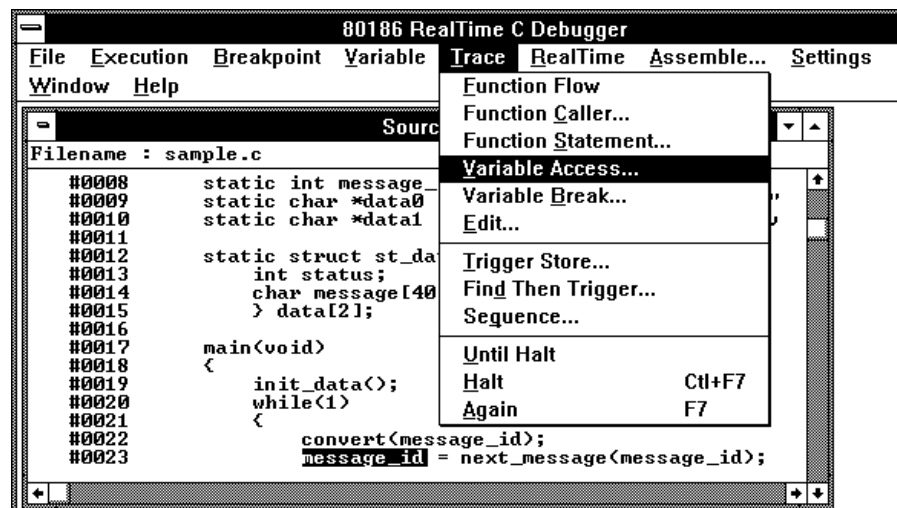 80186 RealTime C Debugger
File Execution Breakpoint Variable Trace RealTime Assemble... Settings
Window Help
Function Flow
Function Caller...
Function Statement...
Variable Access...
Variable Break...
Edit...
Trigger Store...
Find Then Trigger...
Sequence...
Until Halt
Halt Ctl+F7
Again F7
Sourc
Filename : sample.c
#0008 static int message_
#0009 static char *data0 "
#0010 static char *data1
#0011
#0012 static struct st_da
#0013 int status;
#0014 char message[40
#0015 } data[2];
#0016
#0017 main(void)
#0018 {
#0019 init_data();
#0020 while(1)
#0021 {
#0022 convert(message_id);
#0023 message_id = next_message(message_id);